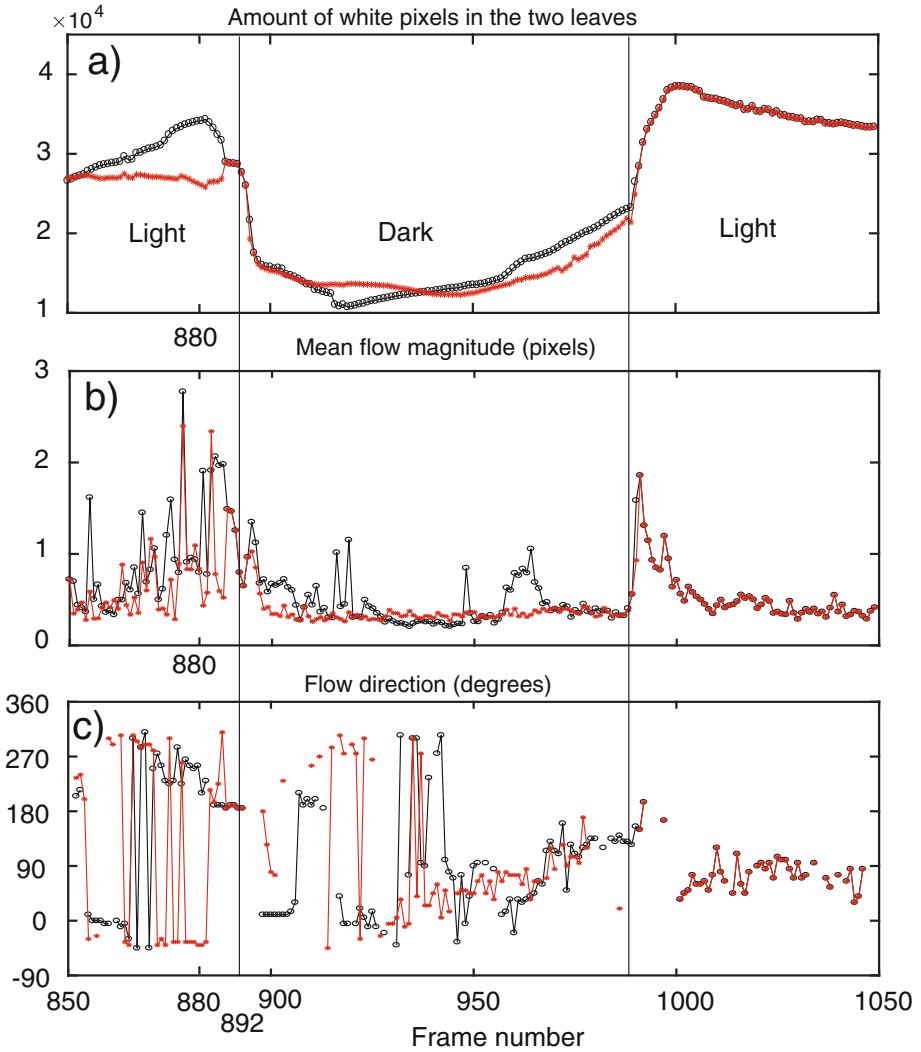 Amount of white pixels in the two leaves
×10⁴
a)
4
3
2
1
Light
Dark
Light
880
Mean flow magnitude (pixels)
b)
3
2
1
0
880
Flow direction (degrees)
c)
360
270
180
90
0
-90
850
880
892
900
950
1000
1050
Frame number